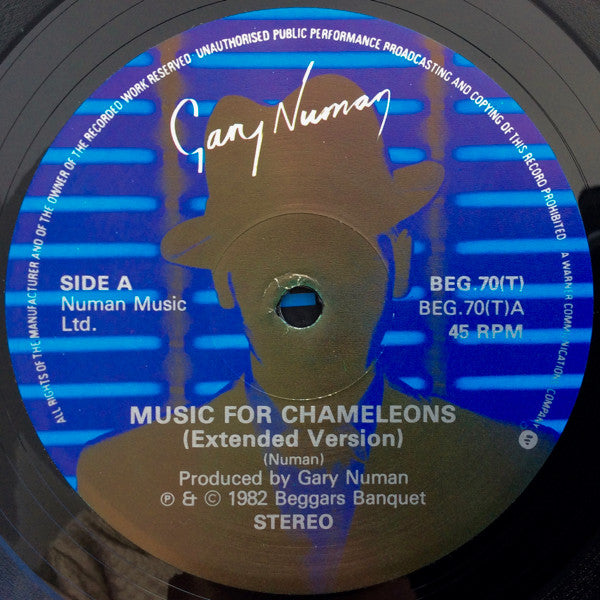 ALL RIGHTS OF THE MANUFACTURER AND OF THE OWNER OF THE RECORDED WORK RESERVED UNAUTHORISED PUBLIC PERFORMANCE BROADCASTING AND COPYING OF THIS RECORD PROHIBITED A WARNER COMMUNICATION COMPANY
Gary Numan
SIDE A
Numan Music
Ltd.
BEG.70(T)
BEG.70(T)A
45 RPM
MUSIC FOR CHAMELEONS
(Extended Version)
(Numan)
Produced by Gary Numan
℗ & © 1982 Beggars Banquet
STEREO